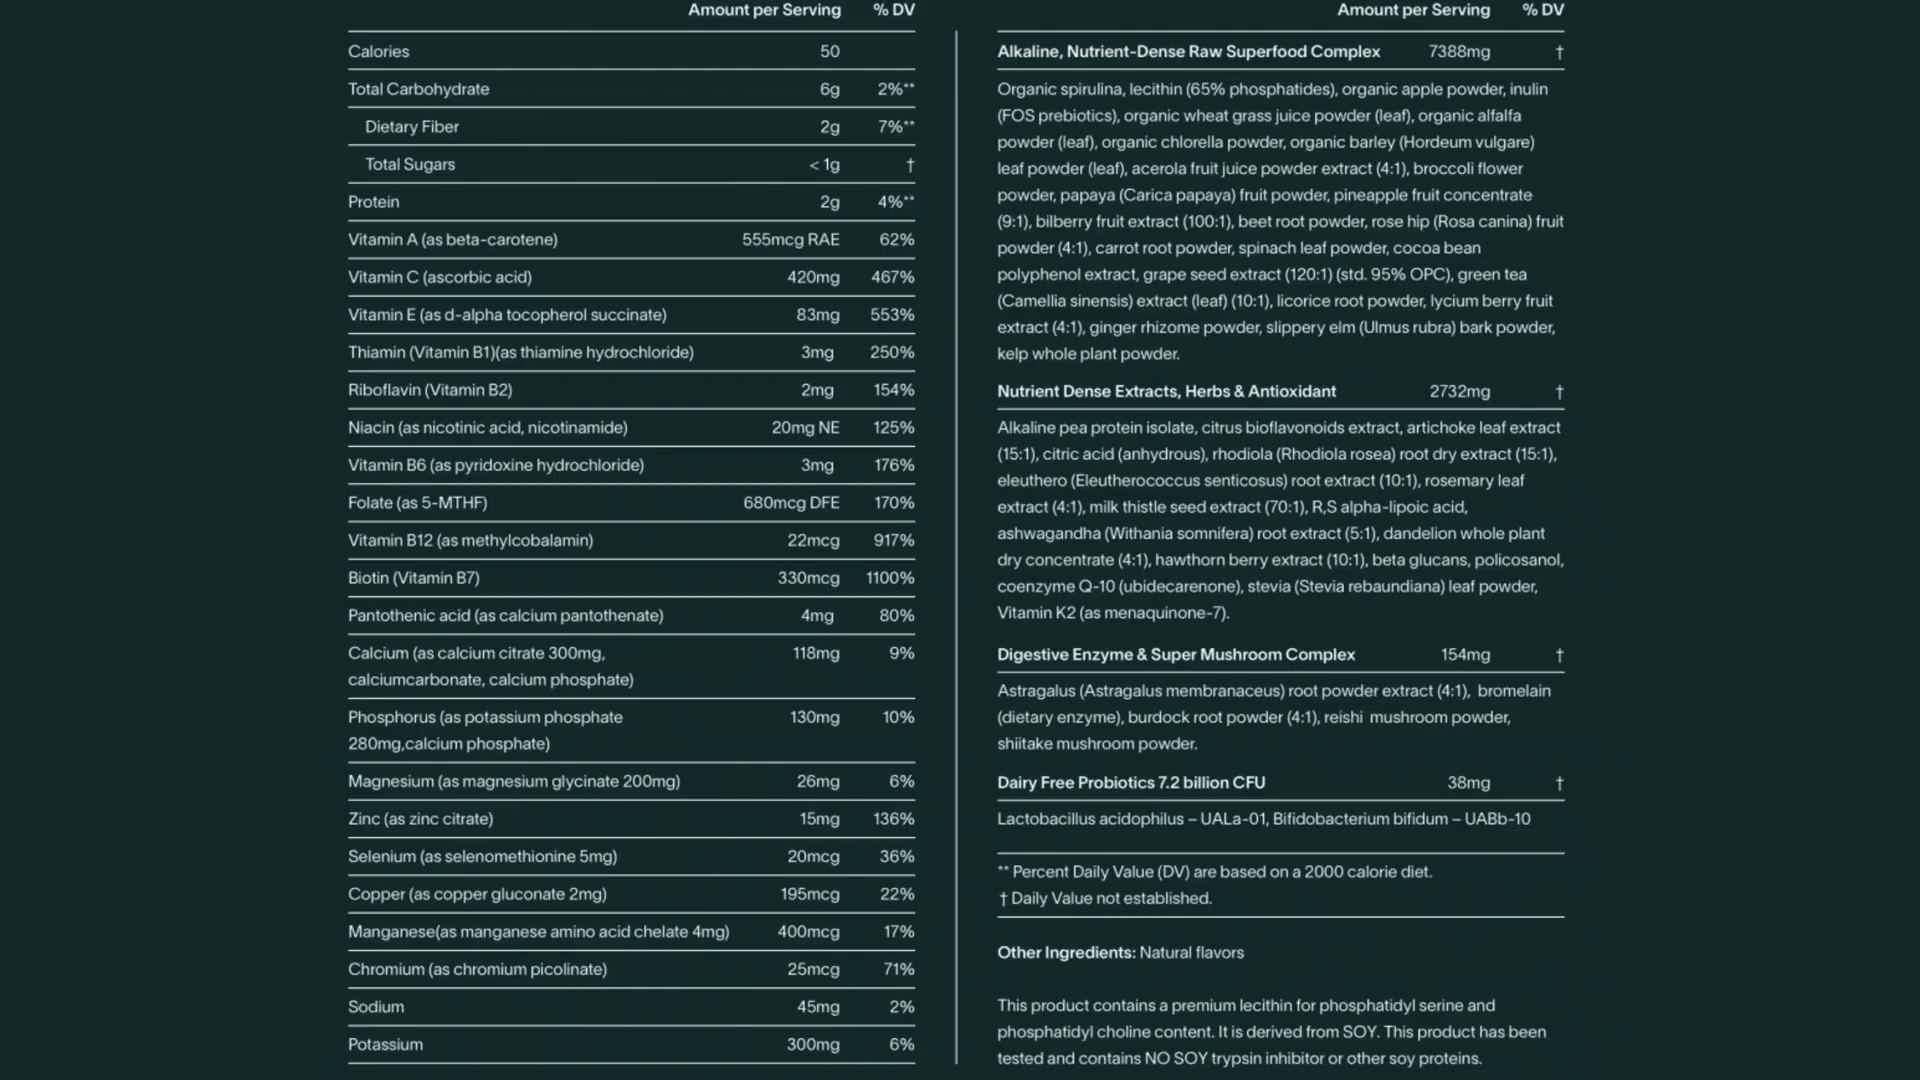 Amount per Serving % DV
Calories 50
Total Carbohydrate 6g 2%**
Dietary Fiber 2g 7%**
Total Sugars < 1g †
Protein 2g 4%**
Vitamin A (as beta-carotene) 555mcg RAE 62%
Vitamin C (ascorbic acid) 420mg 467%
Vitamin E (as d-alpha tocopherol succinate) 83mg 553%
Thiamin (Vitamin B1)(as thiamine hydrochloride) 3mg 250%
Riboflavin (Vitamin B2) 2mg 154%
Niacin (as nicotinic acid, nicotinamide) 20mg NE 125%
Vitamin B6 (as pyridoxine hydrochloride) 3mg 176%
Folate (as 5-MTHF) 680mcg DFE 170%
Vitamin B12 (as methylcobalamin) 22mcg 917%
Biotin (Vitamin B7) 330mcg 1100%
Pantothenic acid (as calcium pantothenate) 4mg 80%
Calcium (as calcium citrate 300mg, 118mg 9%
calciumcarbonate, calcium phosphate)
Phosphorus (as potassium phosphate 130mg 10%
280mg,calcium phosphate)
Magnesium (as magnesium glycinate 200mg) 26mg 6%
Zinc (as zinc citrate) 15mg 136%
Selenium (as selenomethionine 5mg) 20mcg 36%
Copper (as copper gluconate 2mg) 195mcg 22%
Manganese(as manganese amino acid chelate 4mg) 400mcg 17%
Chromium (as chromium picolinate) 25mcg 71%
Sodium 45mg 2%
Potassium 300mg 6%
Amount per Serving % DV
Alkaline, Nutrient-Dense Raw Superfood Complex 7388mg †
Organic spirulina, lecithin (65% phosphatides), organic apple powder, inulin
(FOS prebiotics), organic wheat grass juice powder (leaf), organic alfalfa
powder (leaf), organic chlorella powder, organic barley (Hordeum vulgare)
leaf powder (leaf), acerola fruit juice powder extract (4:1), broccoli flower
powder, papaya (Carica papaya) fruit powder, pineapple fruit concentrate
(9:1), bilberry fruit extract (100:1), beet root powder, rose hip (Rosa canina) fruit
powder (4:1), carrot root powder, spinach leaf powder, cocoa bean
polyphenol extract, grape seed extract (120:1) (std. 95% OPC), green tea
(Camellia sinensis) extract (leaf) (10:1), licorice root powder, lycium berry fruit
extract (4:1), ginger rhizome powder, slippery elm (Ulmus rubra) bark powder,
kelp whole plant powder.
Nutrient Dense Extracts, Herbs & Antioxidant 2732mg †
Alkaline pea protein isolate, citrus bioflavonoids extract, artichoke leaf extract
(15:1), citric acid (anhydrous), rhodiola (Rhodiola rosea) root dry extract (15:1),
eleuthero (Eleutherococcus senticosus) root extract (10:1), rosemary leaf
extract (4:1), milk thistle seed extract (70:1), R,S alpha-lipoic acid,
ashwagandha (Withania somnifera) root extract (5:1), dandelion whole plant
dry concentrate (4:1), hawthorn berry extract (10:1), beta glucans, policosanol,
coenzyme Q-10 (ubidecarenone), stevia (Stevia rebaundiana) leaf powder,
Vitamin K2 (as menaquinone-7).
Digestive Enzyme & Super Mushroom Complex 154mg †
Astragalus (Astragalus membranaceus) root powder extract (4:1), bromelain
(dietary enzyme), burdock root powder (4:1), reishi mushroom powder,
shiitake mushroom powder.
Dairy Free Probiotics 7.2 billion CFU 38mg †
Lactobacillus acidophilus – UALa-01, Bifidobacterium bifidum – UABb-10
** Percent Daily Value (DV) are based on a 2000 calorie diet.
† Daily Value not established.
Other Ingredients: Natural flavors
This product contains a premium lecithin for phosphatidyl serine and
phosphatidyl choline content. It is derived from SOY. This product has been
tested and contains NO SOY trypsin inhibitor or other soy proteins.